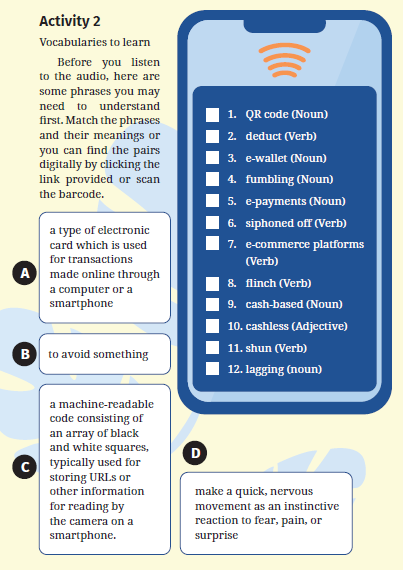 Activity 2
Vocabularies to learn
Before you listen
to the audio, here are
some phrases you may
need to understand
first. Match the phrases
and their meanings or
you can find the pairs
digitally by clicking the
link provided or scan
the barcode.
1. QR code (Noun)
2. deduct (Verb)
3. e-wallet (Noun)
4. fumbling (Noun)
5. e-payments (Noun)
6. siphoned off (Verb)
7. e-commerce platforms
(Verb)
8. flinch (Verb)
9. cash-based (Noun)
10. cashless (Adjective)
11. shun (Verb)
12. lagging (noun)
A
a type of electronic
card which is used
for transactions
made online through
a computer or a
smartphone
B
to avoid something
C
a machine-readable
code consisting of
an array of black
and white squares,
typically used for
storing URLs or
other information
for reading by
the camera on a
smartphone.
D
make a quick, nervous
movement as an instinctive
reaction to fear, pain, or
surprise